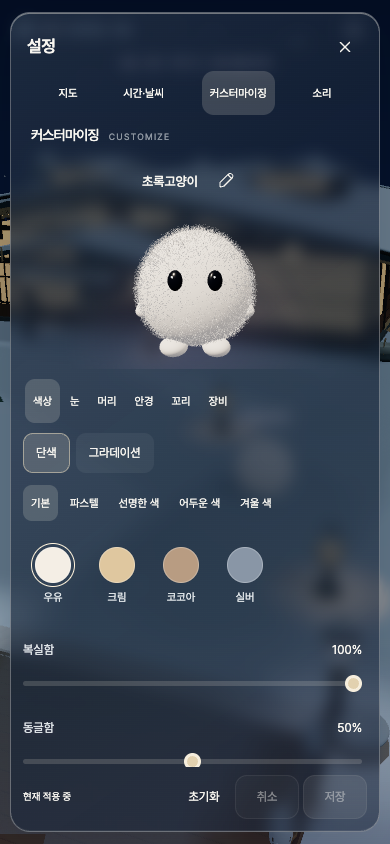 설정
지도 시간·날씨 커스터마이징 소리
커스터마이징 CUSTOMIZE
초록고양이
색상 눈 머리 안경 꼬리 장비
단색 그라데이션
기본 파스텔 선명한 색 어두운 색 겨울 색
우유 크림 코코아 실버
복실함 100%
동글함 50%
현재 적용 중 초기화 취소 저장